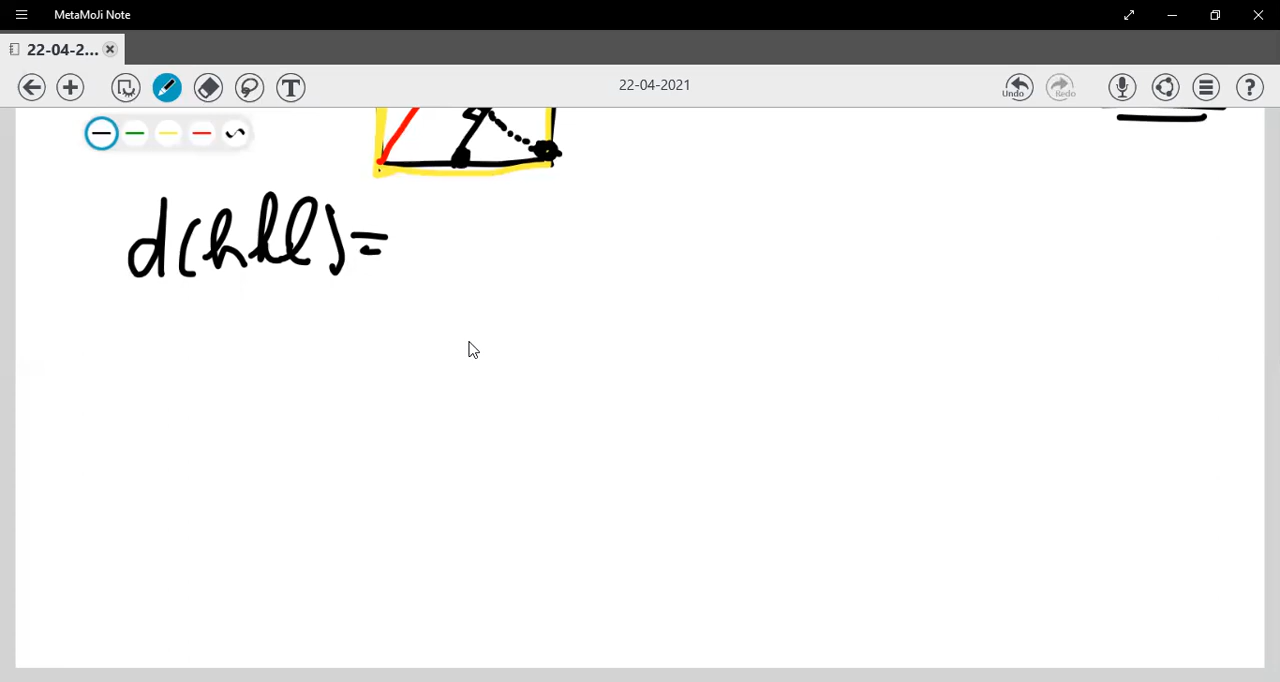 MetaMoJi Note
22-04-2...
22-04-2021
Undo
Redo
T
?
d(hkl)=